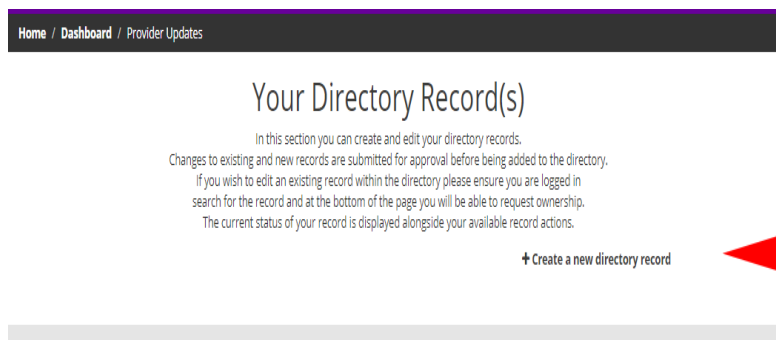 Home / Dashboard / Provider Updates
Your Directory Record(s)
In this section you can create and edit your directory records.
Changes to existing and new records are submitted for approval before being added to the directory.
If you wish to edit an existing record within the directory please ensure you are logged in
search for the record and at the bottom of the page you will be able to request ownership.
The current status of your record is displayed alongside your available record actions.
+ Create a new directory record